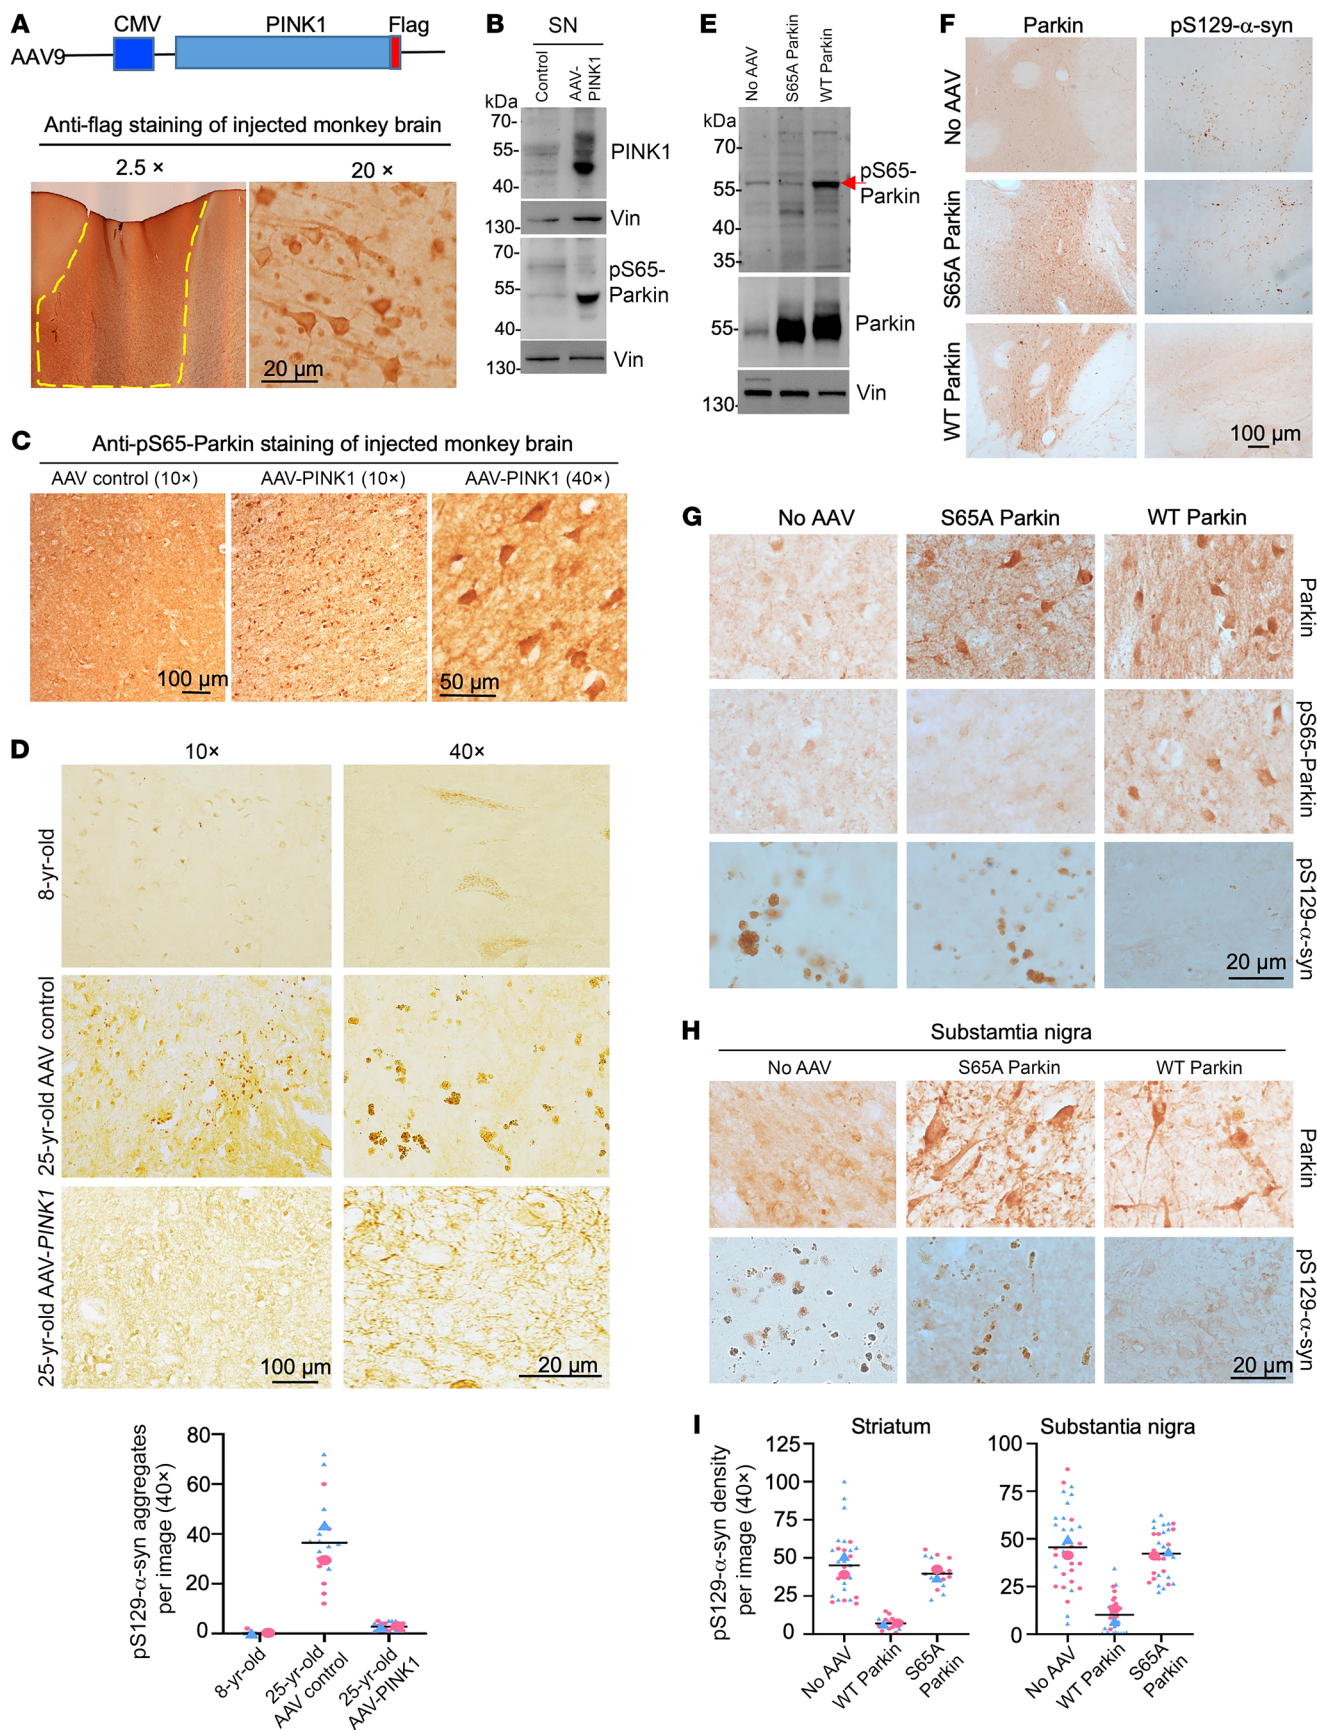 A
CMV
PINK1
Flag
AAV9
Anti-flag staining of injected monkey brain
2.5 ×
20 ×
20 µm
B
SN
Control
AAV-
PINK1
kDa
70-
55-
40-
PINK1
130-
Vin
70-
55-
40-
pS65-
Parkin
130-
Vin
C
Anti-pS65-Parkin staining of injected monkey brain
AAV control (10×)
AAV-PINK1 (10×)
AAV-PINK1 (40×)
100 µm
50 µm
D
10×
40×
8-yr-old
25-yr-old AAV control
25-yr-old AAV-PINK1
100 µm
20 µm
pS129-α-syn aggregates
per image (40×)
80
60
40
20
0
8-yr-old
25-yr-old
AAV control
25-yr-old
AAV-PINK1
E
No AAV
S65A Parkin
WT Parkin
kDa
70-
55-
40-
35-
pS65-
Parkin
55-
Parkin
130-
Vin
F
Parkin
pS129-α-syn
No AAV
S65A Parkin
WT Parkin
100 µm
G
No AAV
S65A Parkin
WT Parkin
Parkin
pS65-Parkin
pS129-α-syn
20 µm
H
Substamtia nigra
No AAV
S65A Parkin
WT Parkin
Parkin
pS129-α-syn
20 µm
I
Striatum
Substantia nigra
pS129-α-syn density
per image (40×)
125
100
75
50
25
0
No AAV
WT Parkin
S65A
Parkin
100
75
50
25
0
No AAV
WT Parkin
S65A
Parkin